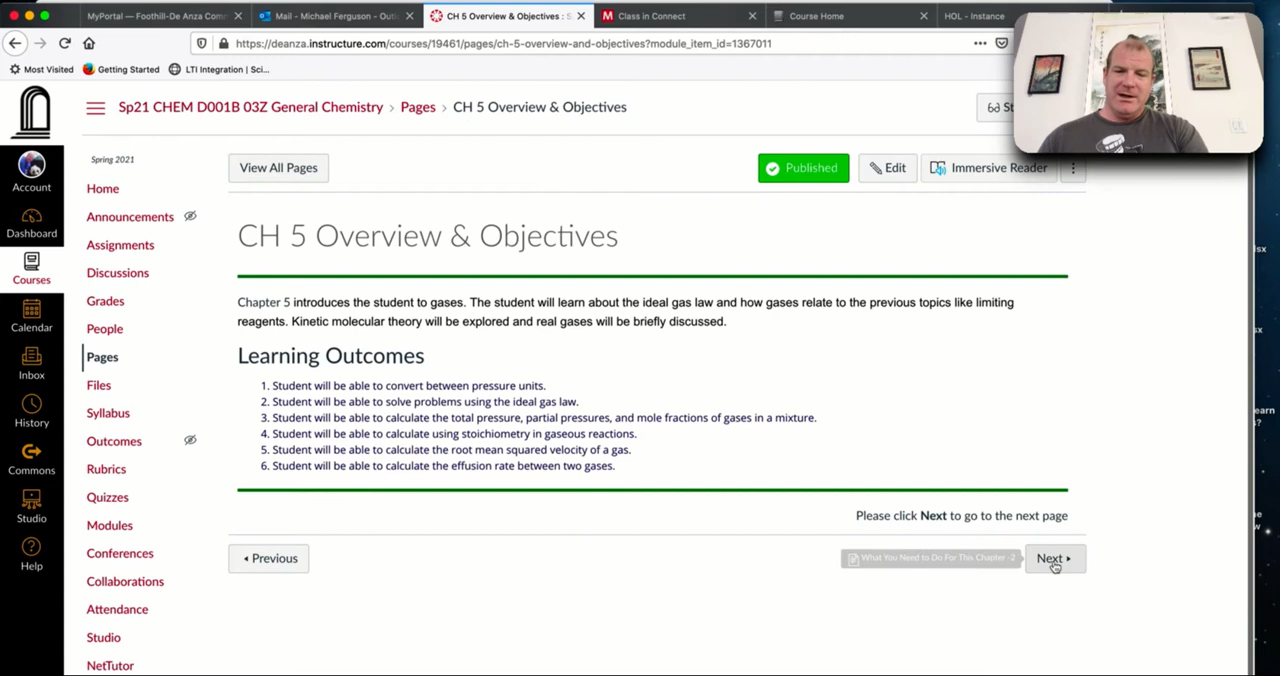 MyPortal — Foothill-De Anza Comm
Mail - Michael Ferguson - Outl
CH 5 Overview & Objectives : S
Class in Connect
Course Home
HOL - Instance
https://deanza.instructure.com/courses/19461/pages/ch-5-overview-and-objectives?module_item_id=1367011
Most Visited
Getting Started
LTI Integration | Sci...
Sp21 CHEM D001B 03Z General Chemistry > Pages > CH 5 Overview & Objectives
Account
Dashboard
Courses
Calendar
Inbox
History
Commons
Studio
Help
Spring 2021
Home
Announcements
Assignments
Discussions
Grades
People
Pages
Files
Syllabus
Outcomes
Rubrics
Quizzes
Modules
Conferences
Collaborations
Attendance
Studio
NetTutor
View All Pages
Published
Edit
Immersive Reader
CH 5 Overview & Objectives
Chapter 5 introduces the student to gases. The student will learn about the ideal gas law and how gases relate to the previous topics like limiting
reagents. Kinetic molecular theory will be explored and real gases will be briefly discussed.
Learning Outcomes
1. Student will be able to convert between pressure units.
2. Student will be able to solve problems using the ideal gas law.
3. Student will be able to calculate the total pressure, partial pressures, and mole fractions of gases in a mixture.
4. Student will be able to calculate using stoichiometry in gaseous reactions.
5. Student will be able to calculate the root mean squared velocity of a gas.
6. Student will be able to calculate the effusion rate between two gases.
Please click Next to go to the next page
Previous
What You Need to Do For This Chapter -2
Next